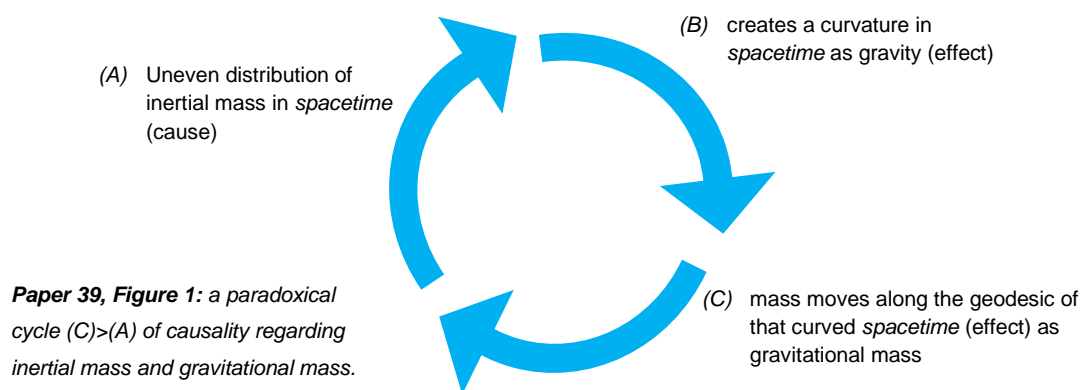 (A) Uneven distribution of
inertial mass in spacetime
(cause)
(B) creates a curvature in
spacetime as gravity (effect)
(C) mass moves along the geodesic of
that curved spacetime (effect) as
gravitational mass
Paper 39, Figure 1: a paradoxical
cycle (C)>(A) of causality regarding
inertial mass and gravitational mass.